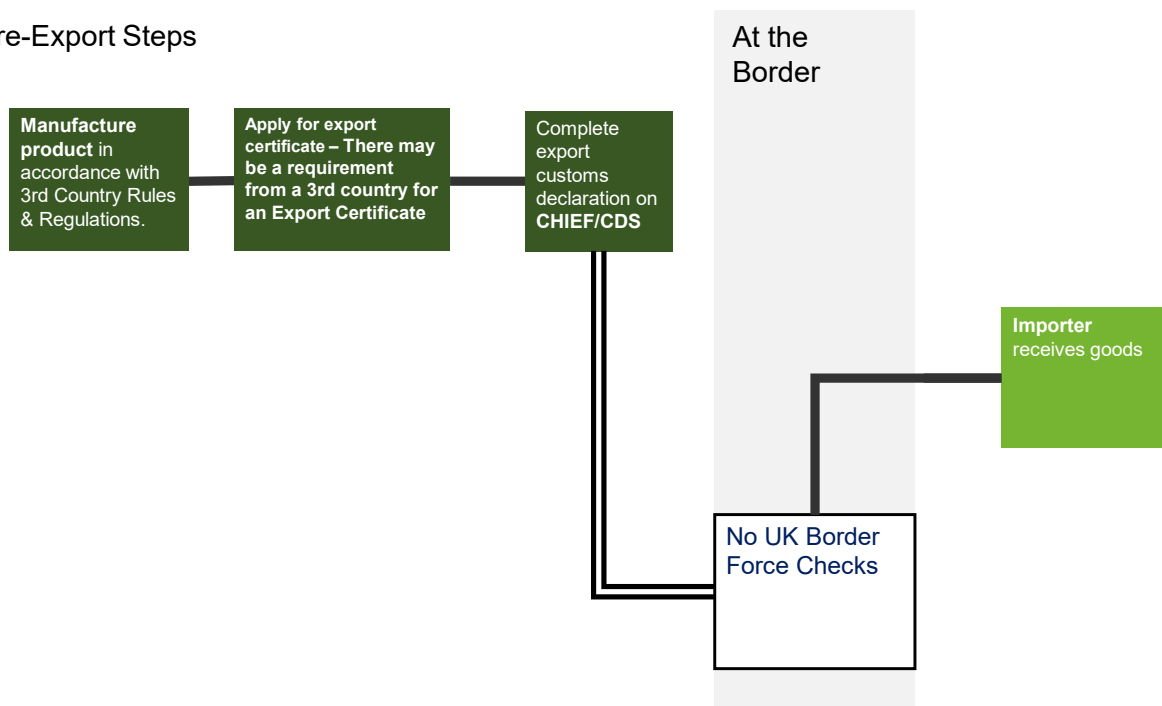 re-Export Steps
At the
Border
Manufacture
product in
accordance with
3rd Country Rules
& Regulations.
Apply for export
certificate – There may
be a requirement
from a 3rd country for
an Export Certificate
Complete
export
customs
declaration on
CHIEF/CDS
Importer
receives goods
No UK Border
Force Checks